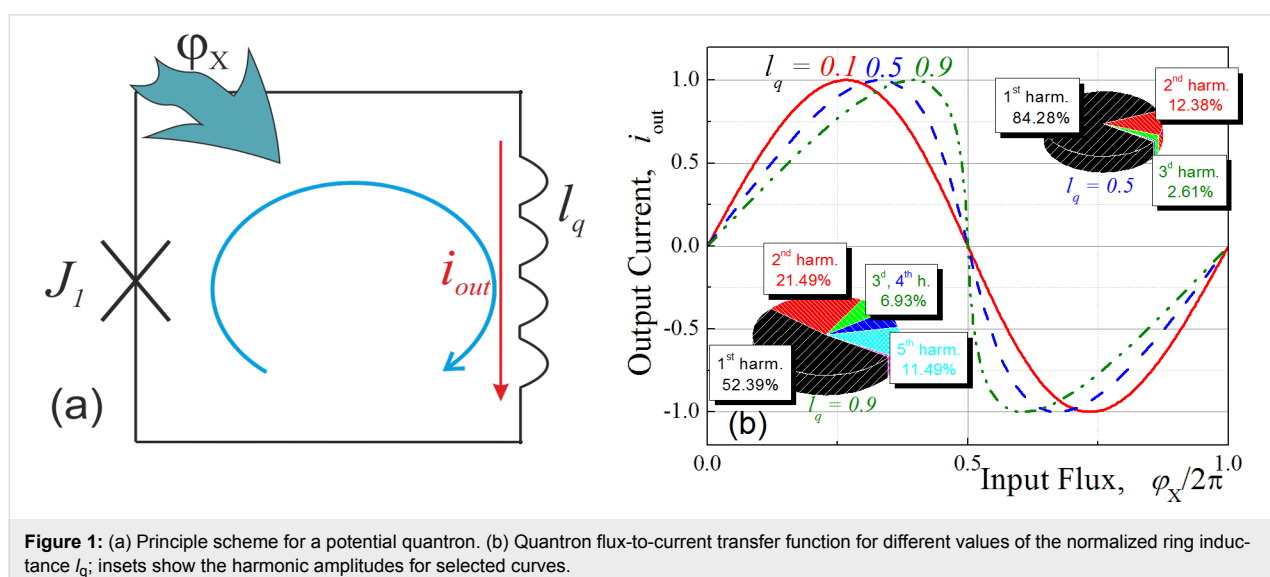 φX
J1
iout
lq
(a)
lq = 0.1 0.5 0.9
1st harm.
84.28%
2nd harm.
12.38%
3d harm.
2.61%
lq = 0.5
2nd harm.
21.49%
3d, 4th h.
6.93%
5th harm.
11.49%
1st harm.
52.39%
lq = 0.9
(b)
Output Current, iout
1.0
0.5
0.0
-0.5
-1.0
0.0
0.5
1.0
Input Flux, φX/2π
Figure 1: (a) Principle scheme for a potential quantron. (b) Quantron flux-to-current transfer function for different values of the normalized ring induc-
tance lq; insets show the harmonic amplitudes for selected curves.